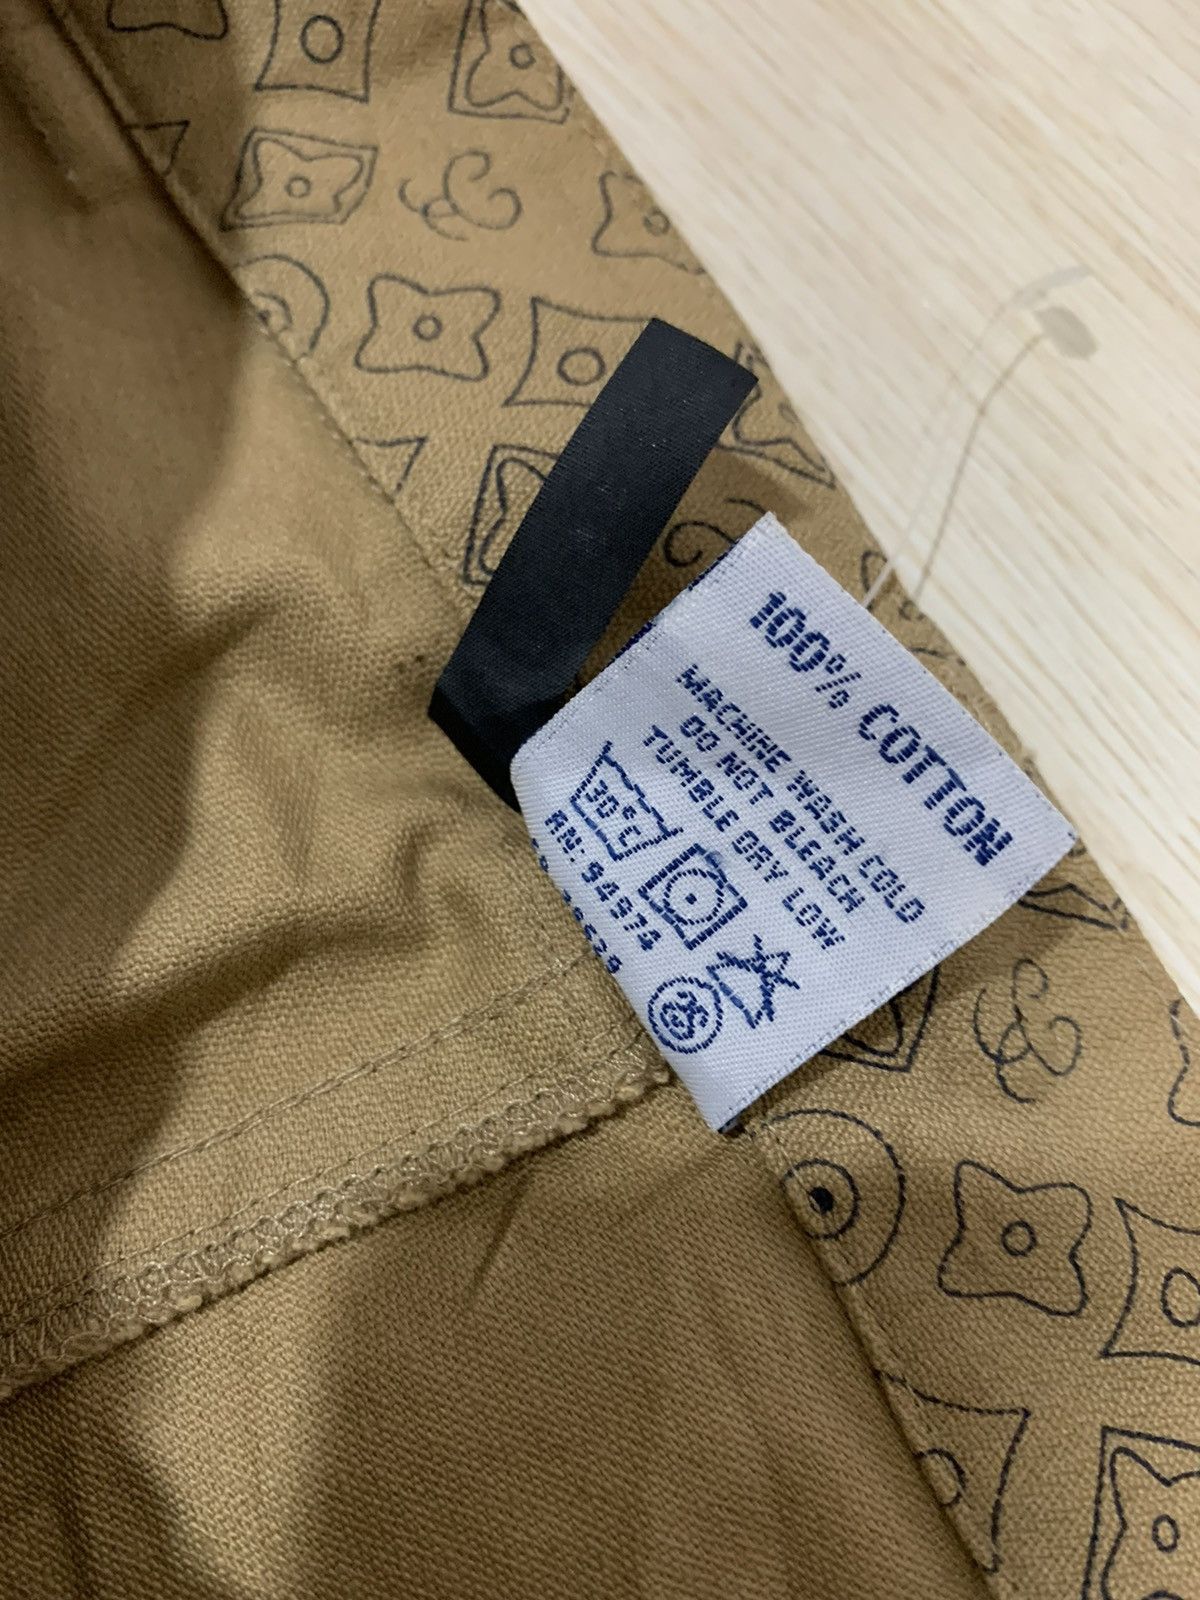 100% COTTON
MACHINE WASH COLD
DO NOT BLEACH
TUMBLE DRY LOW
30°C
RN: 94974